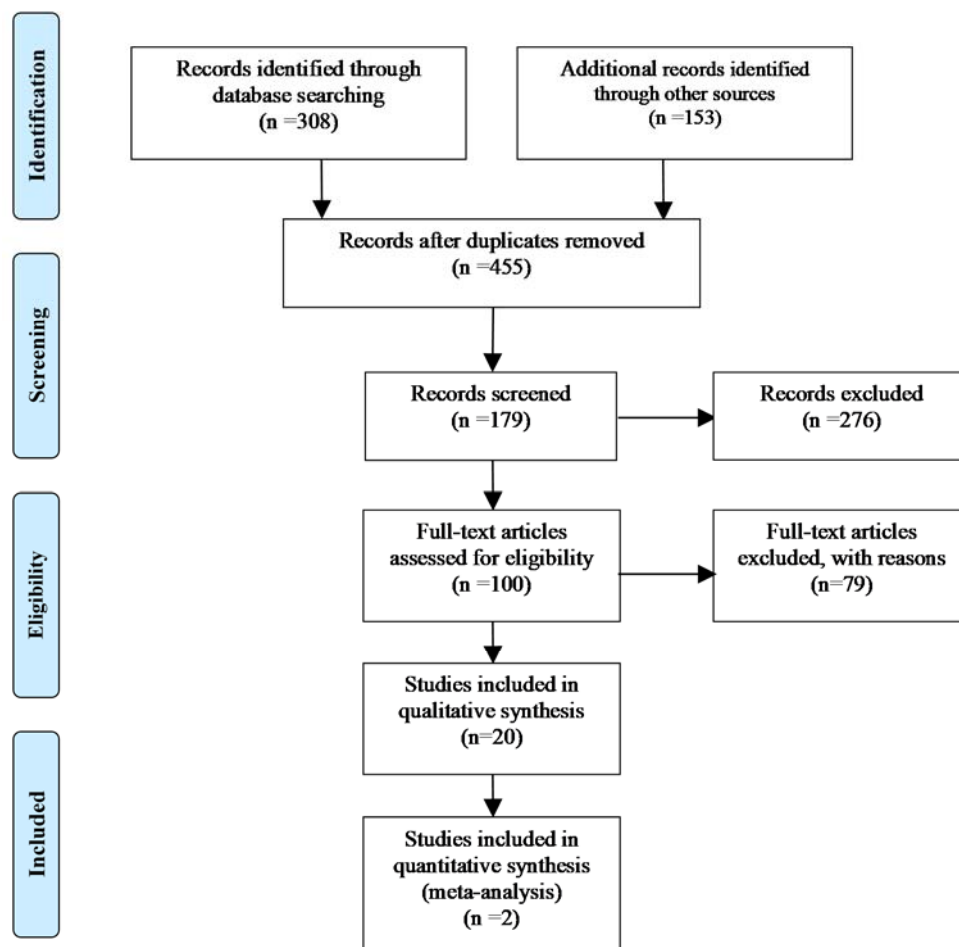 Identification
Records identified through
database searching
(n =308)
Additional records identified
through other sources
(n =153)
Records after duplicates removed
(n =455)
Screening
Records screened
(n =179)
Records excluded
(n =276)
Eligibility
Full-text articles
assessed for eligibility
(n =100)
Full-text articles
excluded, with reasons
(n=79)
Studies included in
qualitative synthesis
(n=20)
Included
Studies included in
quantitative synthesis
(meta-analysis)
(n =2)